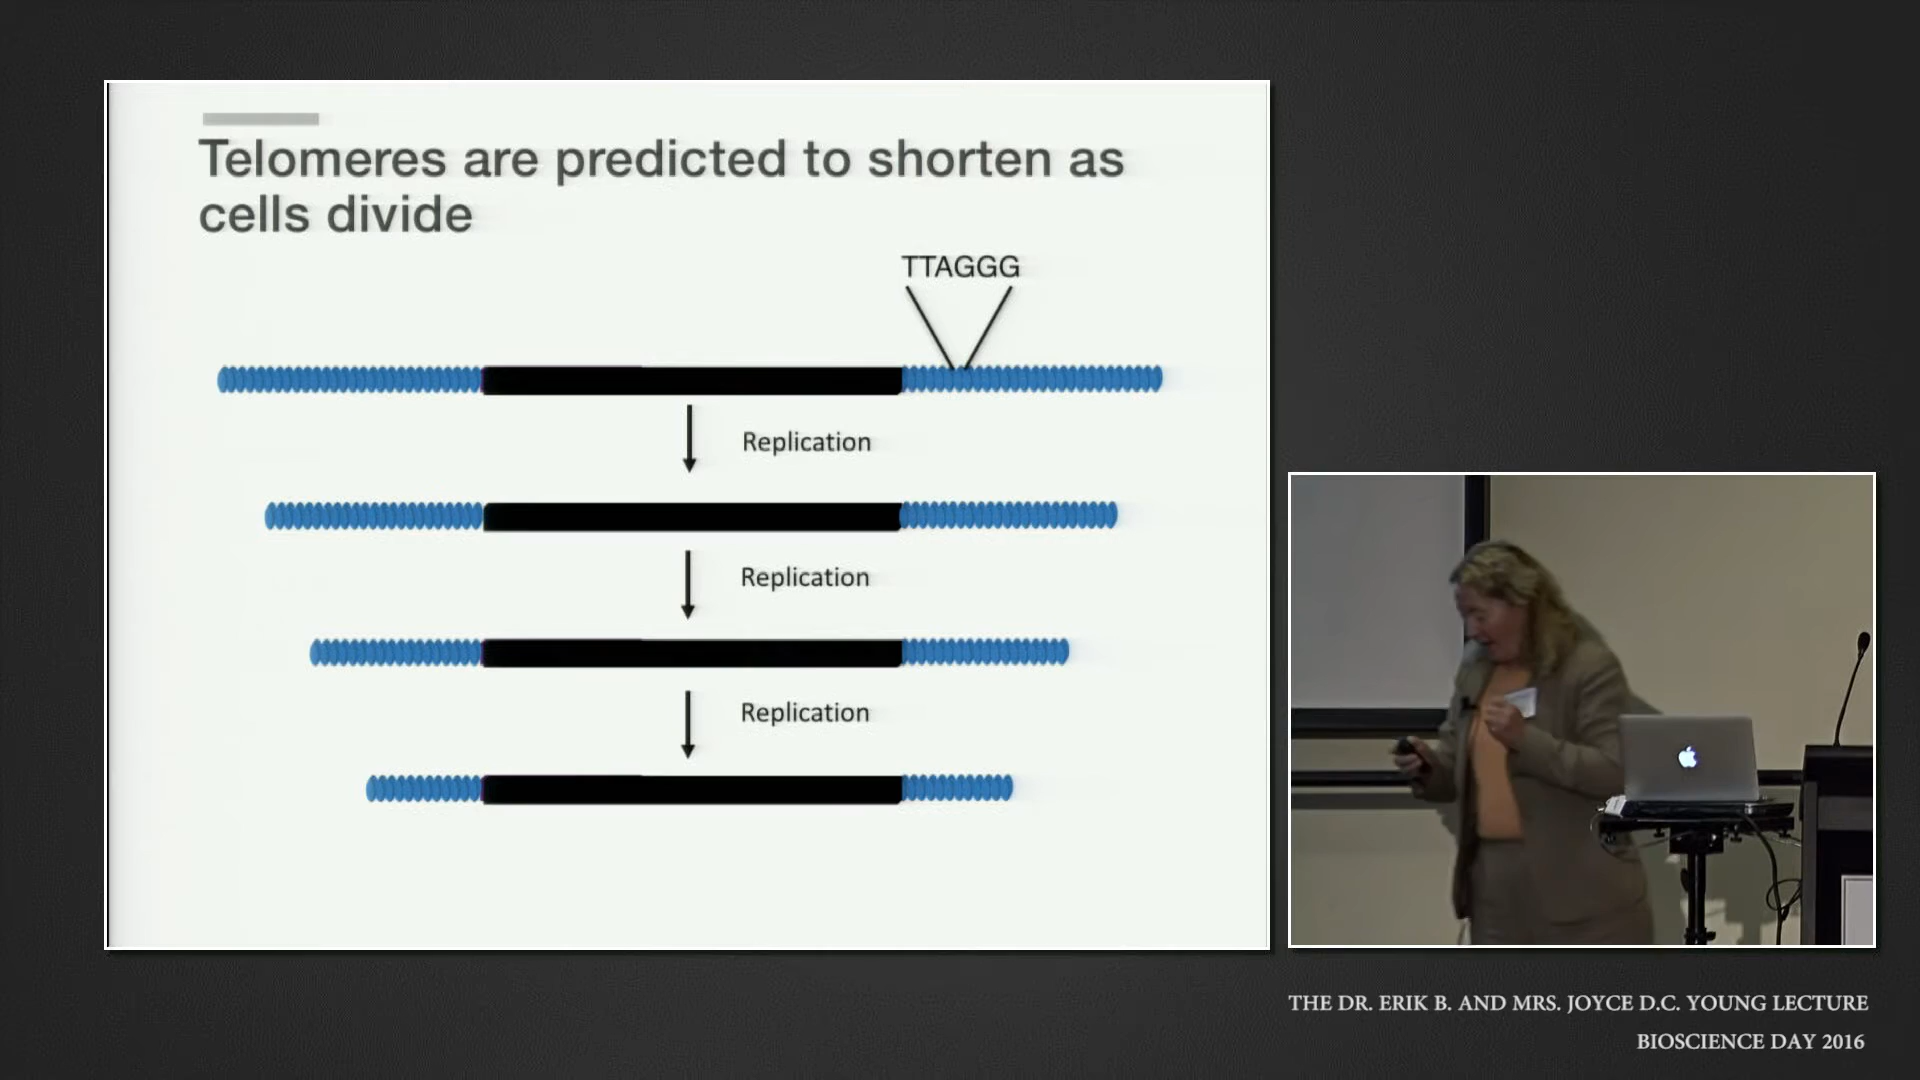 Telomeres are predicted to shorten as
cells divide
TTAGGG
Replication
Replication
Replication
THE DR. ERIK B. AND MRS. JOYCE D.C. YOUNG LECTURE
BIOSCIENCE DAY 2016